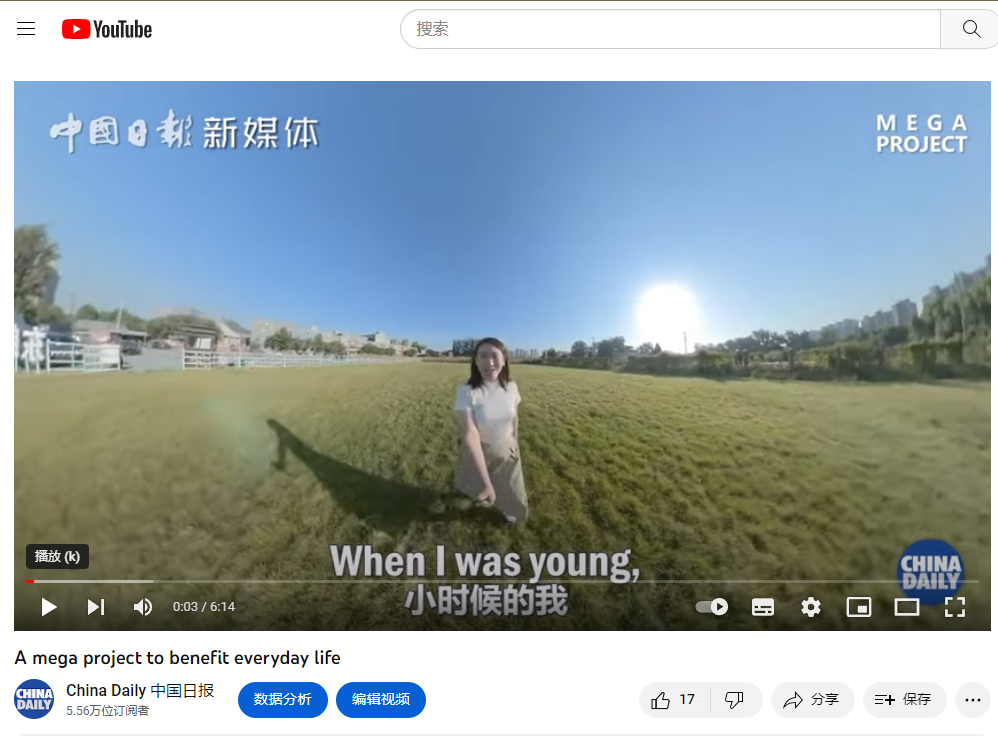 YouTube
搜索
中國日報 新媒体
MEGA
PROJECT
播放 (k)
When I was young,
小时候的我
CHINA
DAILY
0:03 / 6:14
A mega project to benefit everyday life
CHINA
DAILY
China Daily 中国日报
5.56万位订阅者
数据分析
编辑视频
17
分享
保存